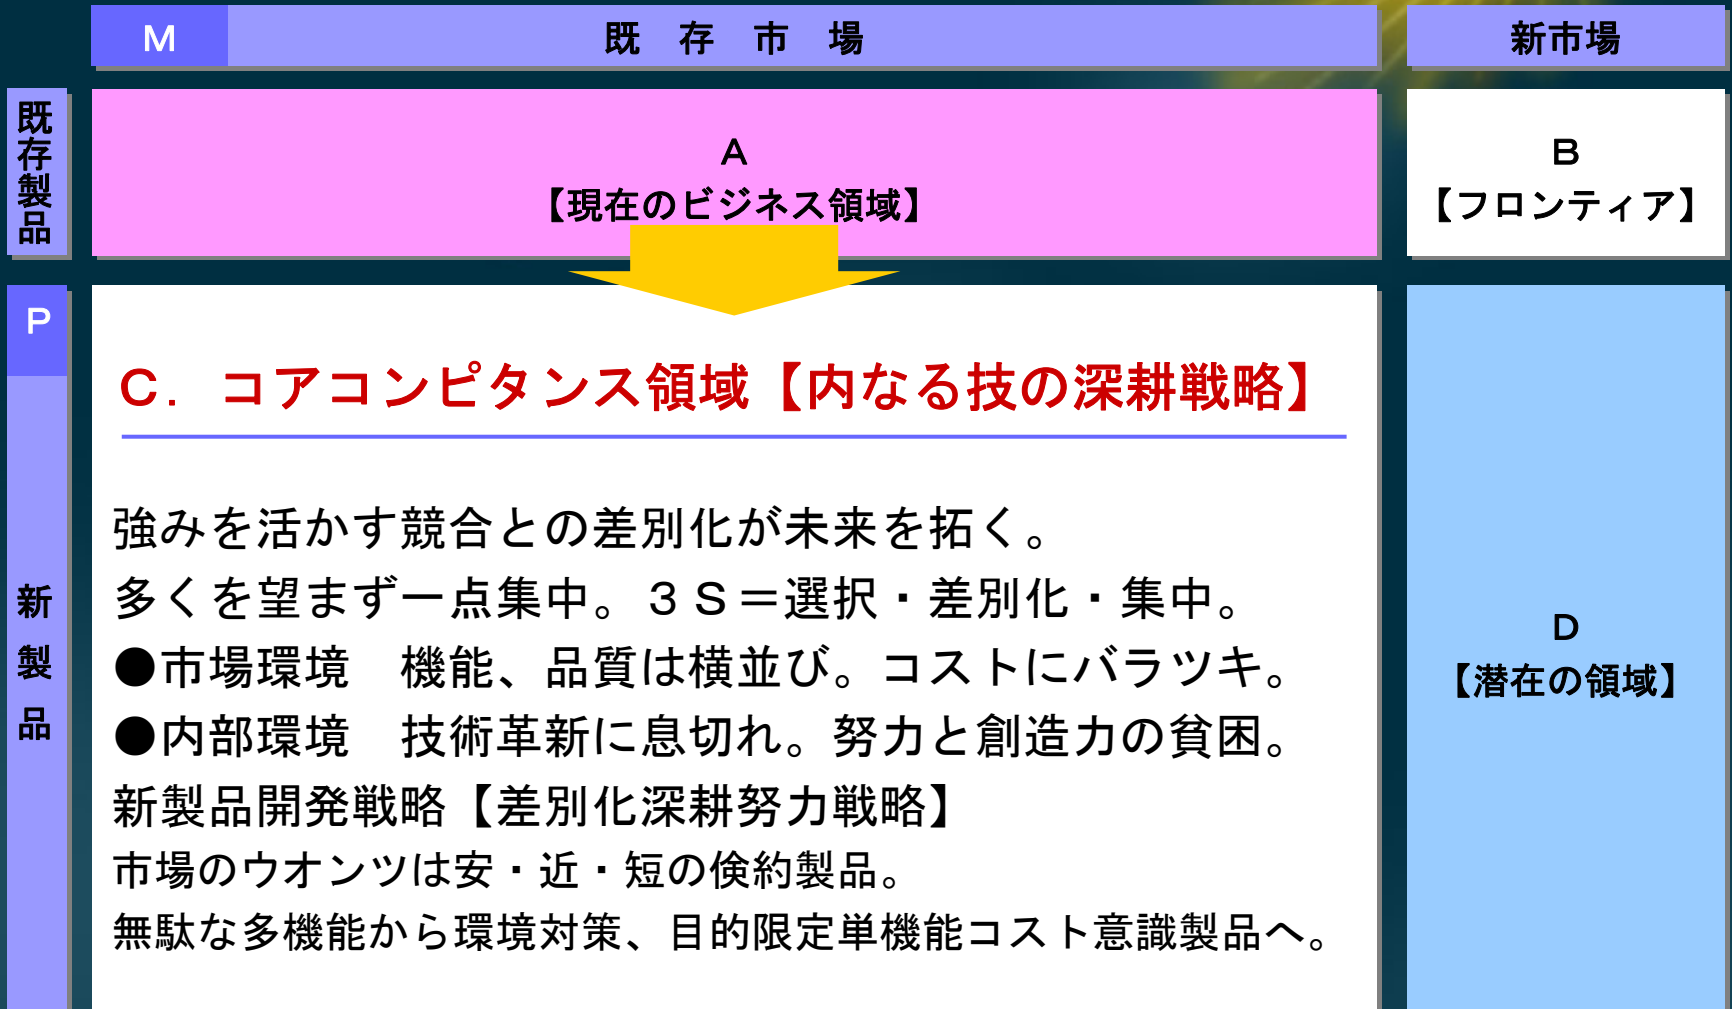 M
既存市場
新市場
既存製品
A
【現在のビジネス領域】
B
【フロンティア】
P
新製品
C．コアコンピタンス領域【内なる技の深耕戦略】
強みを活かす競合との差別化が未来を拓く。
多くを望まず一点集中。３Ｓ＝選択・差別化・集中。
●市場環境　機能、品質は横並び。コストにバラツキ。
●内部環境　技術革新に息切れ。努力と創造力の貧困。
新製品開発戦略【差別化深耕努力戦略】
市場のウオンツは安・近・短の倹約製品。
無駄な多機能から環境対策、目的限定単機能コスト意識製品へ。
D
【潜在の領域】